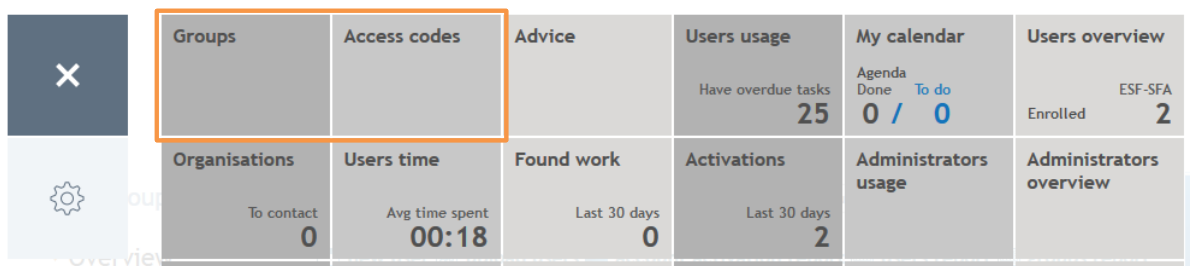 Groups
Access codes
Advice
Users usage
Have overdue tasks
25
My calendar
Agenda
Done To do
0 / 0
Users overview
ESF-SFA
Enrolled 2
Organisations
To contact
0
Users time
Avg time spent
00:18
Found work
Last 30 days
0
Activations
Last 30 days
2
Administrators
usage
Administrators
overview
Overview